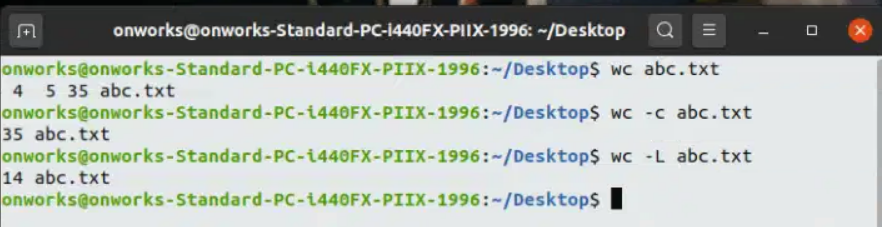 onworks@onworks-Standard-PC-i440FX-PIIX-1996: ~/Desktop
onworks@onworks-Standard-PC-i440FX-PIIX-1996:~/Desktop$ wc abc.txt
 4  5 35 abc.txt
onworks@onworks-Standard-PC-i440FX-PIIX-1996:~/Desktop$ wc -c abc.txt
35 abc.txt
onworks@onworks-Standard-PC-i440FX-PIIX-1996:~/Desktop$ wc -L abc.txt
14 abc.txt
onworks@onworks-Standard-PC-i440FX-PIIX-1996:~/Desktop$